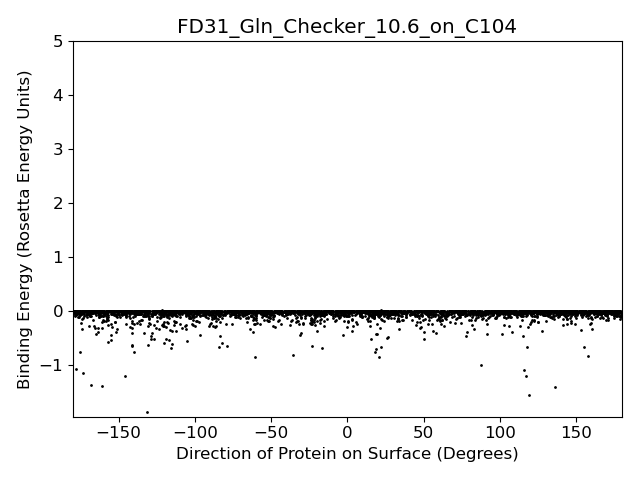 FD31_Gln_Checker_10.6_on_C104
5
4
3
2
1
0
−1
Binding Energy (Rosetta Energy Units)
−150 −100 −50 0 50 100 150
Direction of Protein on Surface (Degrees)